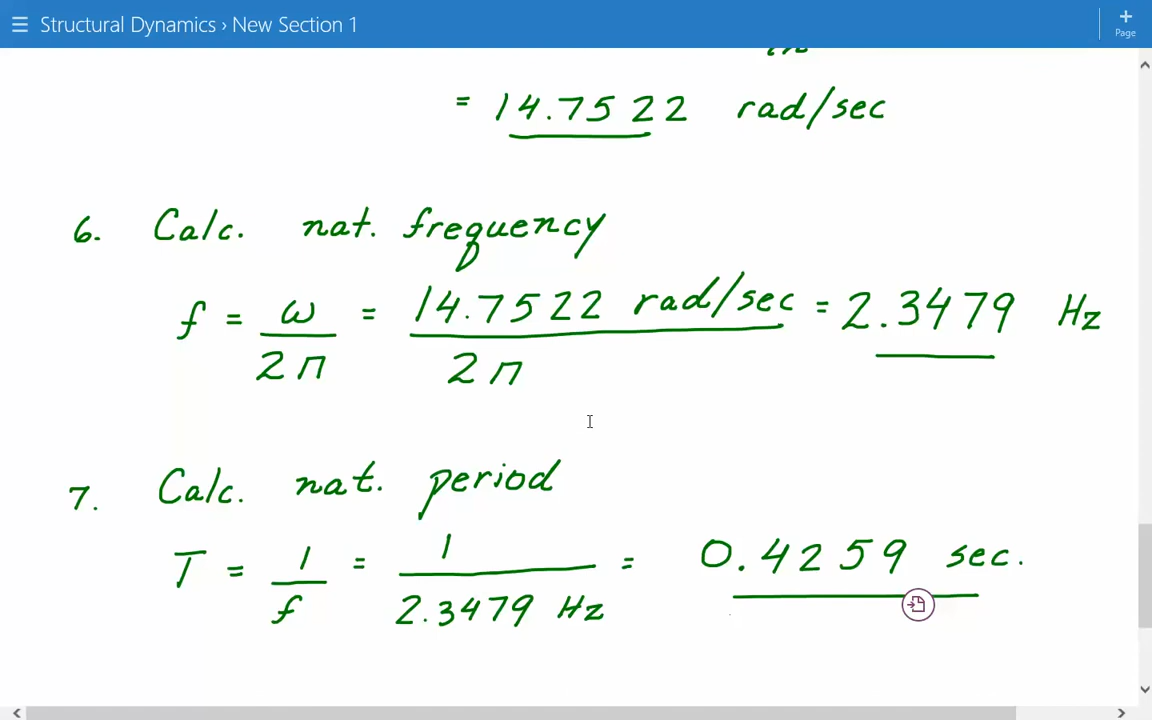 Structural Dynamics › New Section 1
Page
in
= 14.7522 rad/sec
6. Calc. nat. frequency
f = ω / 2π = 14.7522 rad/sec / 2π = 2.3479 Hz
7. Calc. nat. period
T = 1 / f = 1 / 2.3479 Hz = 0.4259 sec.